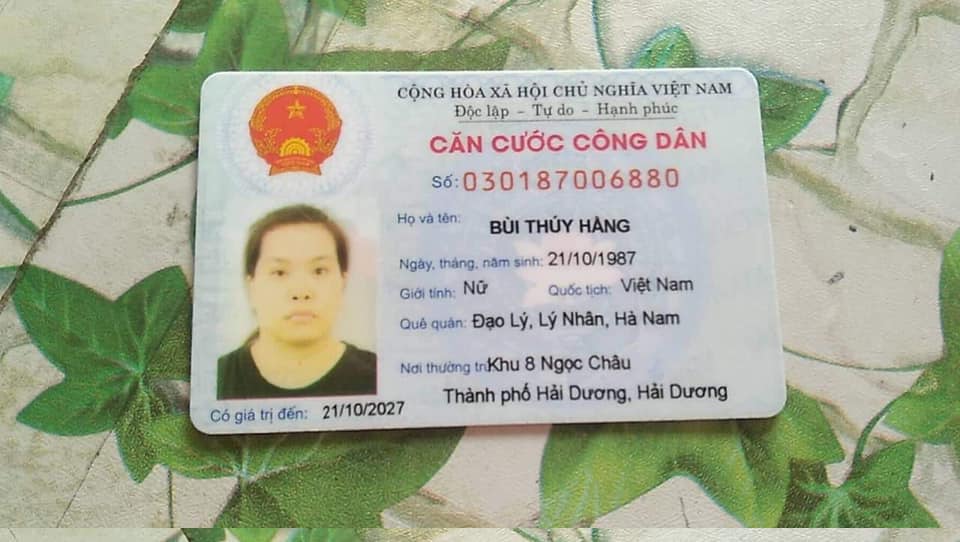 CỘNG HÒA XÃ HỘI CHỦ NGHĨA VIỆT NAM
Độc lập - Tự do - Hạnh phúc
CĂN CƯỚC CÔNG DÂN
Số: 030187006880
Họ và tên: BÙI THÚY HẰNG
Ngày, tháng, năm sinh: 21/10/1987
Giới tính: Nữ Quốc tịch: Việt Nam
Quê quán: Đạo Lý, Lý Nhân, Hà Nam
Nơi thường trú Khu 8 Ngọc Châu
Thành phố Hải Dương, Hải Dương
Có giá trị đến: 21/10/2027